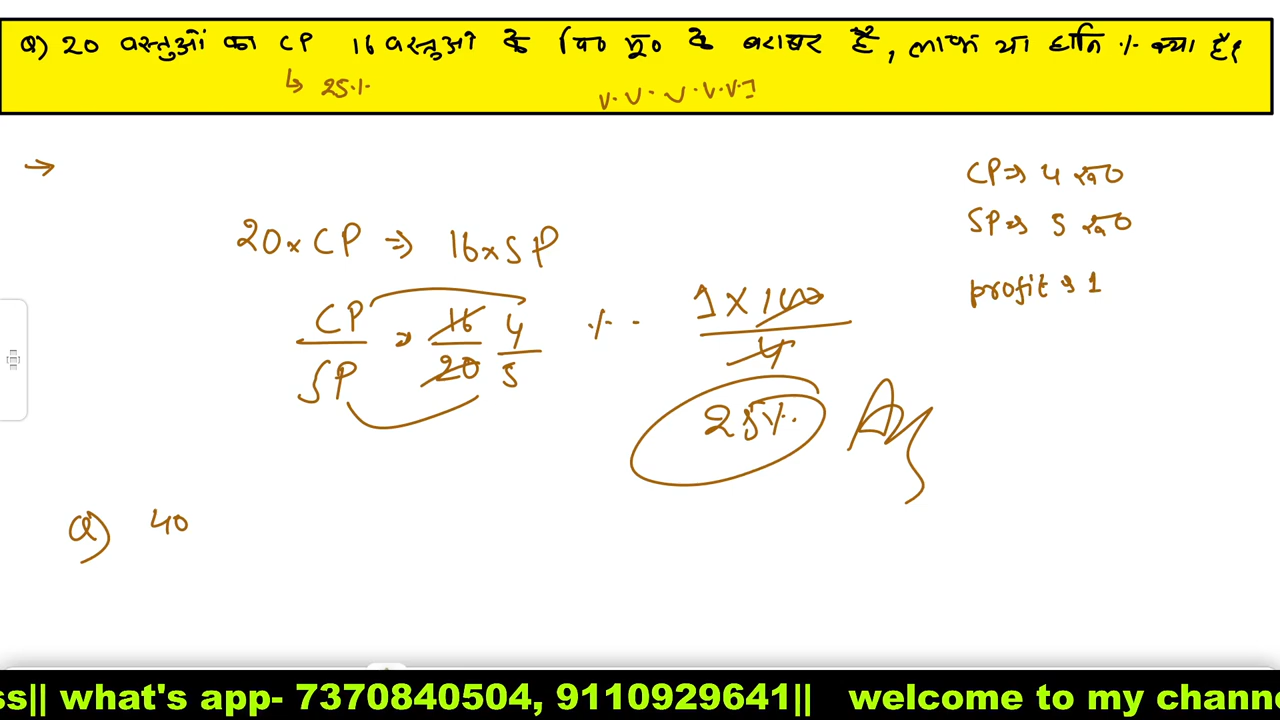 Q) 20 वस्तुओं का CP 16 वस्तुओं के वि० मू० के बराबर है, लाभ या हानि % क्या है।
↳ 25%
V. V. V. V. V. I
→
CP ⇒ 4 रु०
SP ⇒ 5 रु०
profit ⇒ 1
20 × CP ⇒ 16 × SP
CP/SP ⇒ 16/20 4/5
% . 1 × 100/4
25% Ans
Q) 40
ss|| what's app- 7370840504, 9110929641|| welcome to my chann